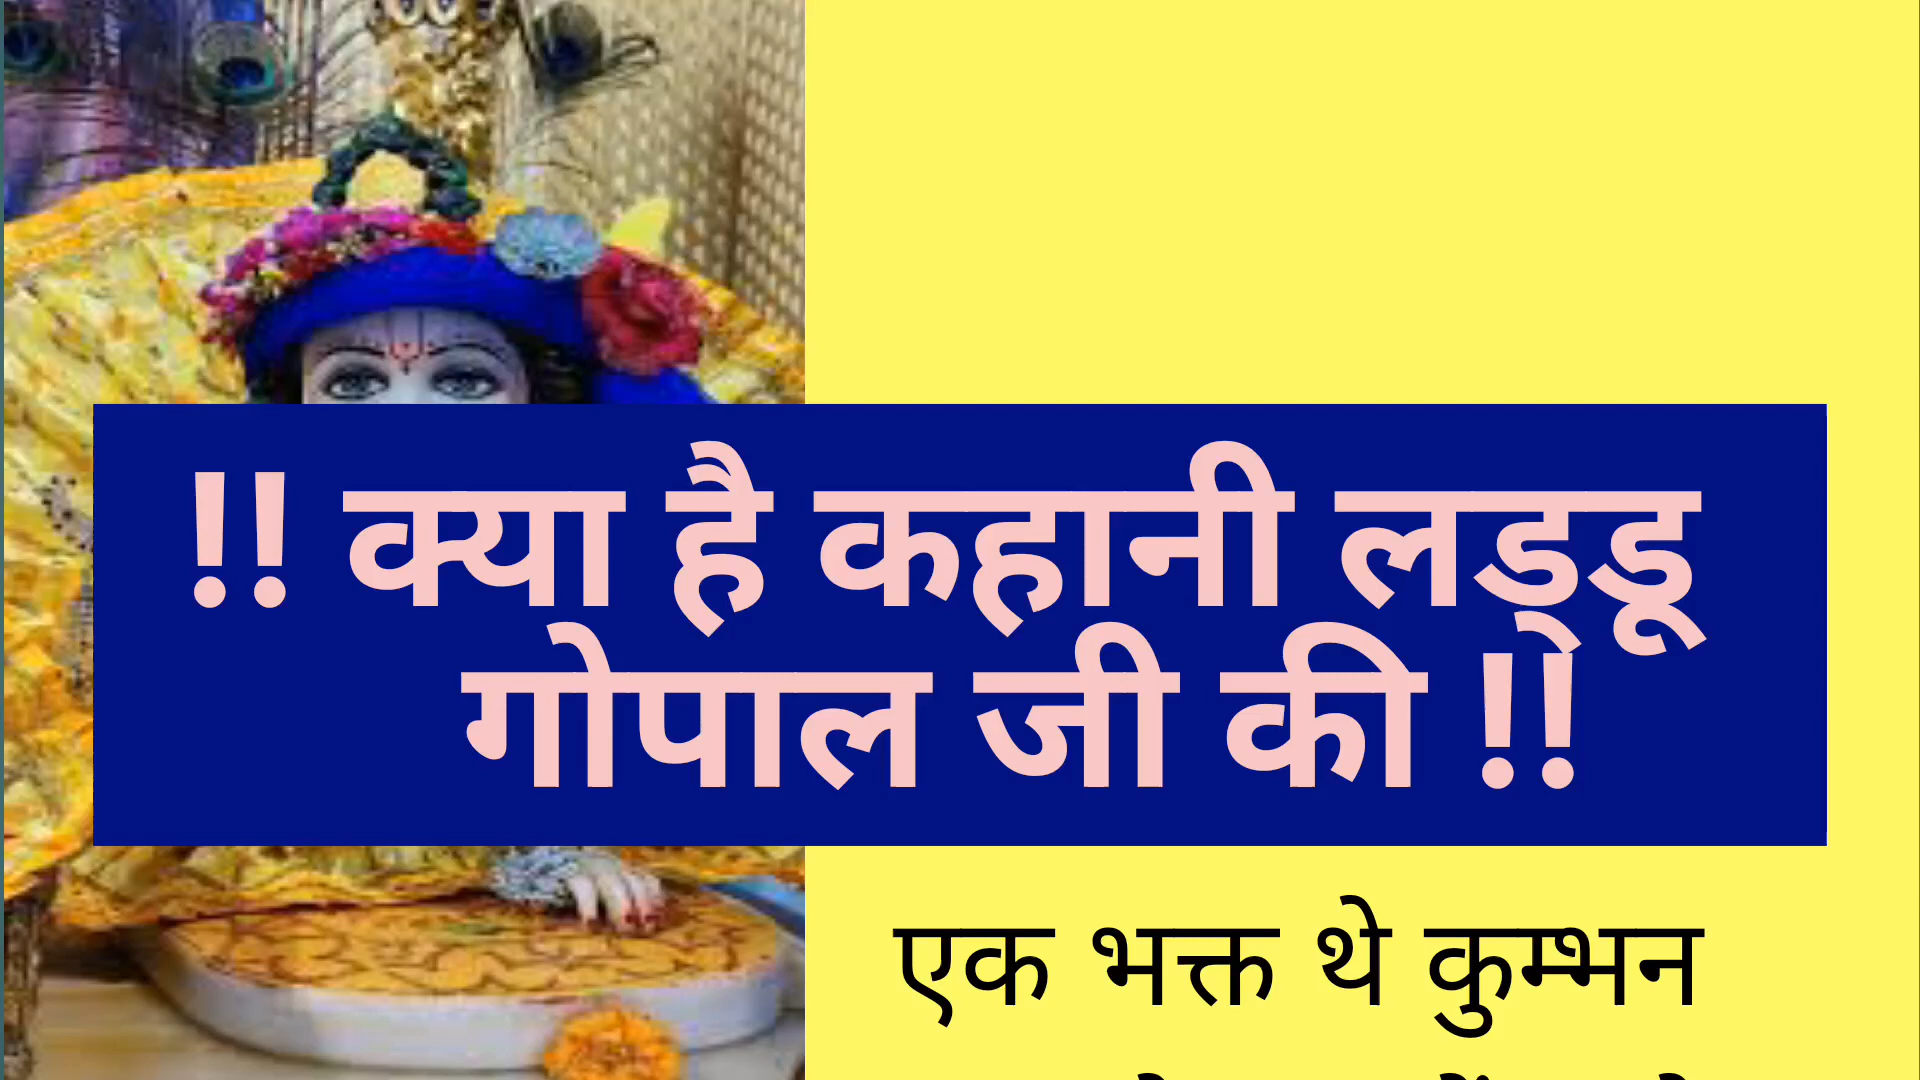 !! क्या है कहानी लड्डू
गोपाल जी की !!
एक भक्त थे कुम्भन